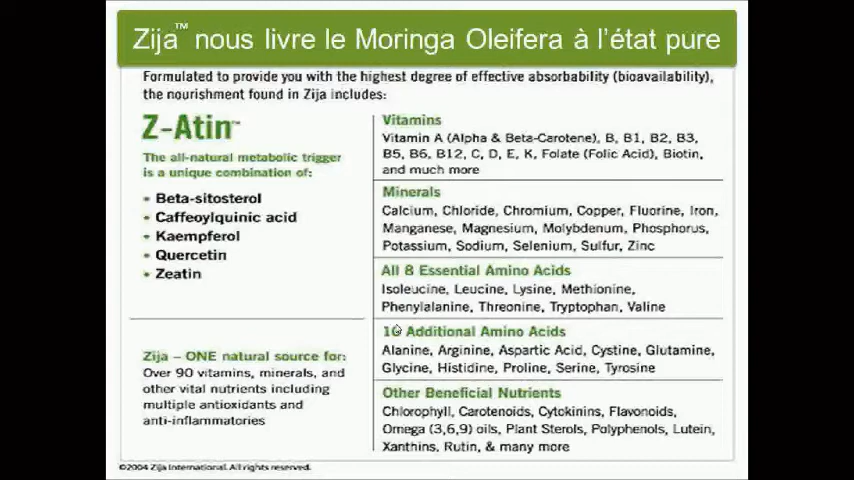 Zija™ nous livre le Moringa Oleifera à l'état pure
Formulated to provide you with the highest degree of effective absorbability (bioavailability),
the nourishment found in Zija includes:
Z-Atin™
The all-natural metabolic trigger
is a unique combination of:
• Beta-sitosterol
• Caffeoylquinic acid
• Kaempferol
• Quercetin
• Zeatin
Zija – ONE natural source for:
Over 90 vitamins, minerals, and
other vital nutrients including
multiple antioxidants and
anti-inflammatories
Vitamins
Vitamin A (Alpha & Beta-Carotene), B, B1, B2, B3,
B5, B6, B12, C, D, E, K, Folate (Folic Acid), Biotin,
and much more
Minerals
Calcium, Chloride, Chromium, Copper, Fluorine, Iron,
Manganese, Magnesium, Molybdenum, Phosphorus,
Potassium, Sodium, Selenium, Sulfur, Zinc
All 8 Essential Amino Acids
Isoleucine, Leucine, Lysine, Methionine,
Phenylalanine, Threonine, Tryptophan, Valine
10 Additional Amino Acids
Alanine, Arginine, Aspartic Acid, Cystine, Glutamine,
Glycine, Histidine, Proline, Serine, Tyrosine
Other Beneficial Nutrients
Chlorophyll, Carotenoids, Cytokinins, Flavonoids,
Omega (3,6,9) oils, Plant Sterols, Polyphenols, Lutein,
Xanthins, Rutin, & many more
©2004 Zija International. All rights reserved.